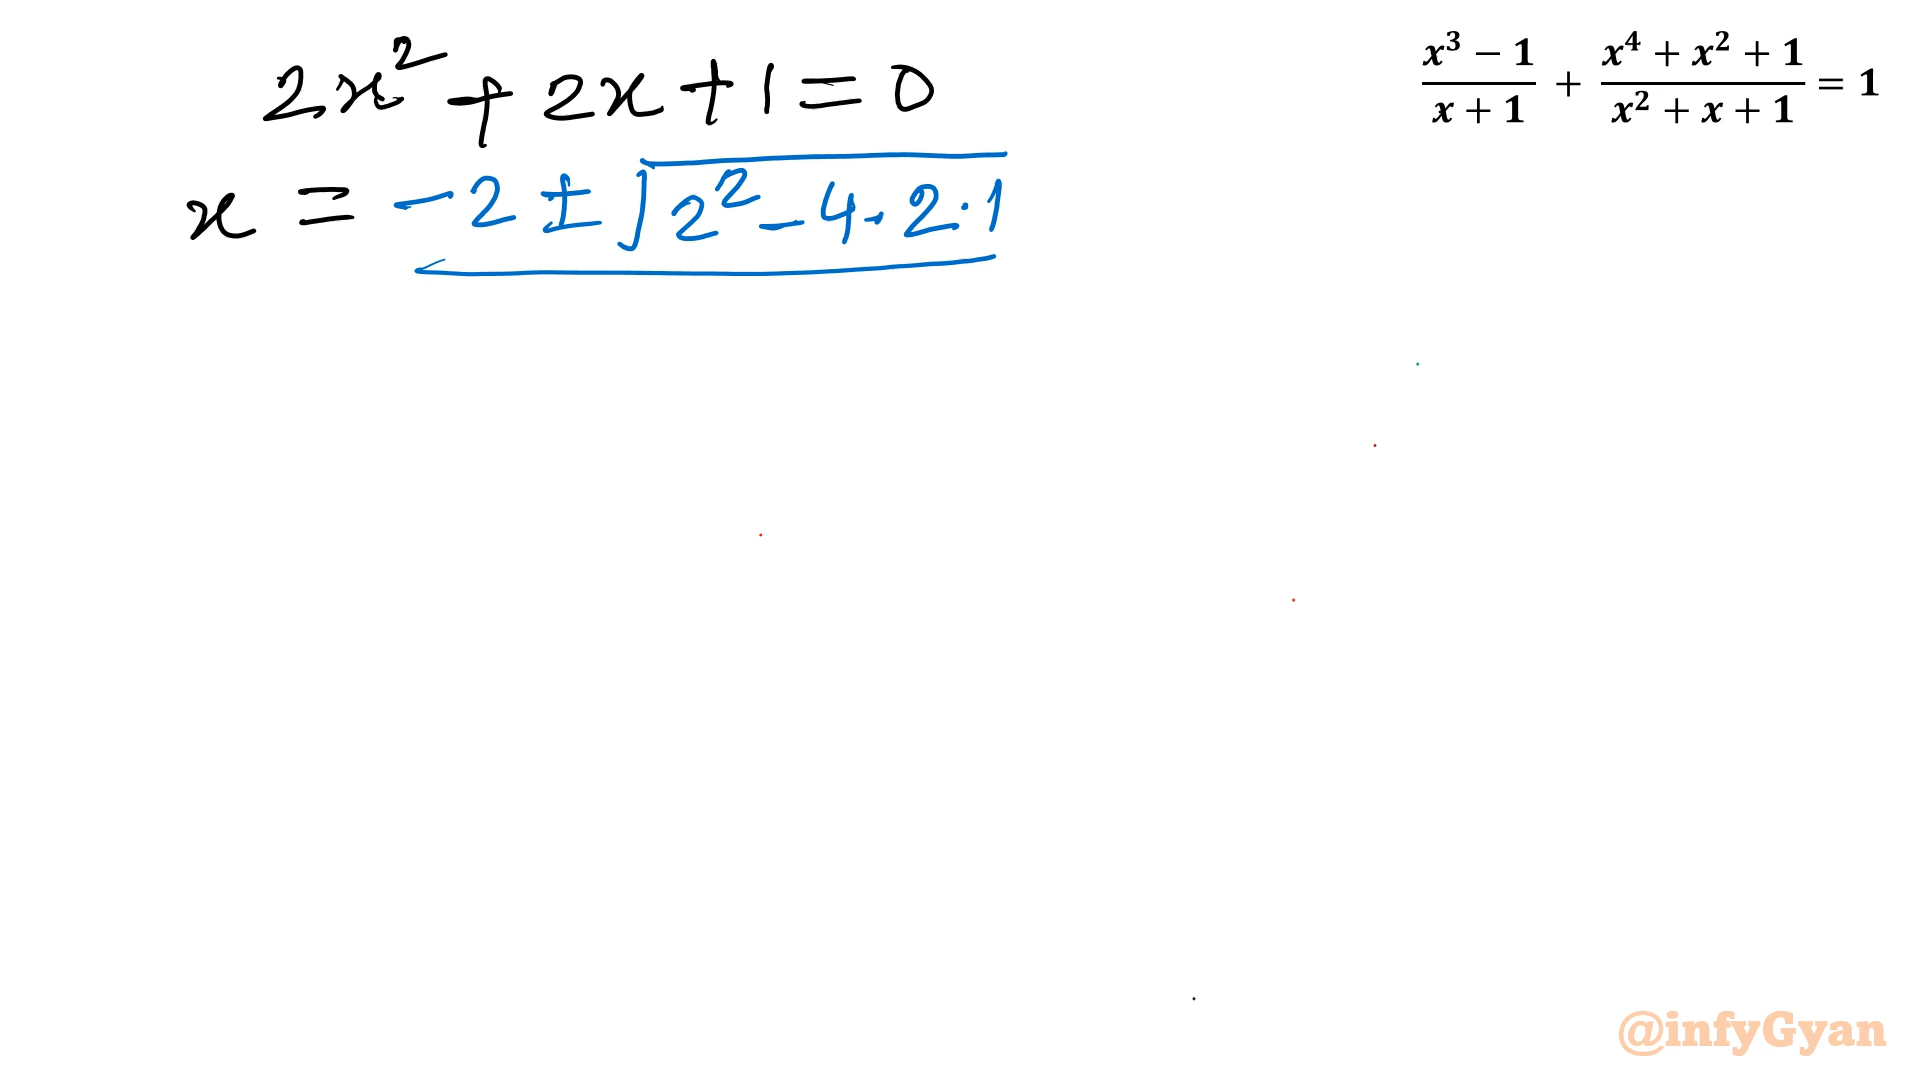 2x² + 2x + 1 = 0
x = -2 ± √2² - 4·2·1
x³ − 1 / x + 1 + x⁴ + x² + 1 / x² + x + 1 = 1
@infyGyan